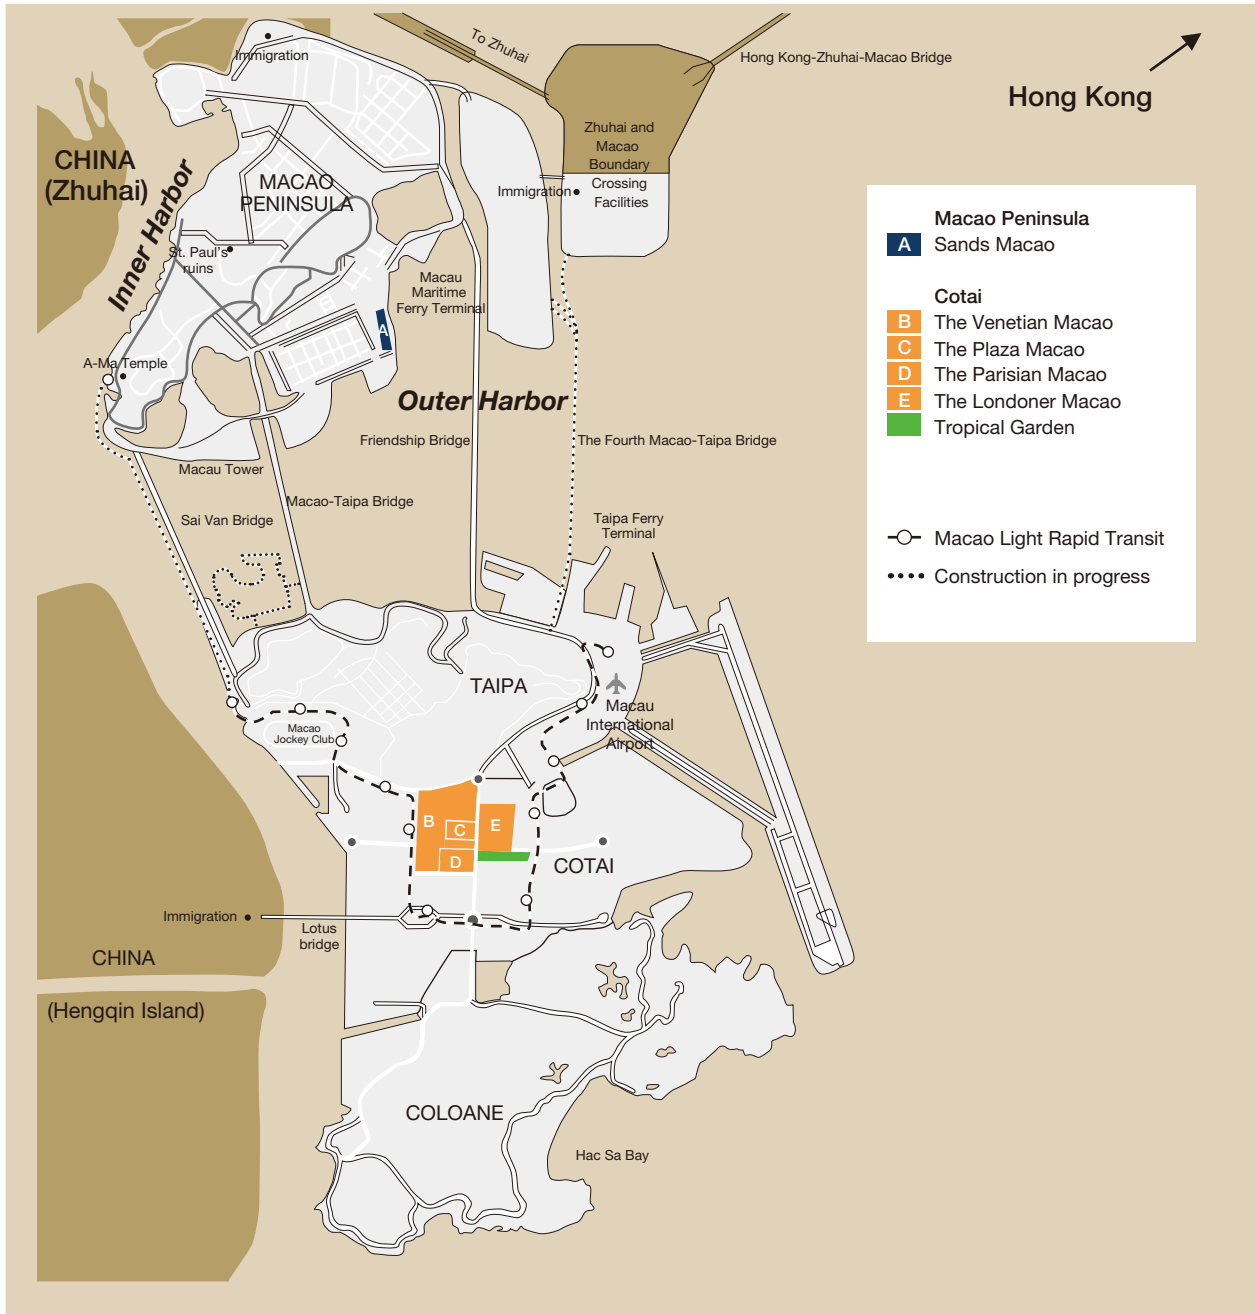 To Zhuhai
Hong Kong-Zhuhai-Macao Bridge
Hong Kong
Immigration
Zhuhai and
Macao
Boundary
Crossing
Facilities
Immigration
CHINA
(Zhuhai)
Inner Harbor
MACAO
PENINSULA
St. Paul's
ruins
Macau
Maritime
Ferry Terminal
A
A-Ma Temple
Outer Harbor
Friendship Bridge
The Fourth Macao-Taipa Bridge
Macau Tower
Macao-Taipa Bridge
Sai Van Bridge
Taipa Ferry
Terminal
TAIPA
Macau
International
Airport
Macao
Jockey Club
B
C
D
E
COTAI
Immigration
Lotus
bridge
CHINA
(Hengqin Island)
COLOANE
Hac Sa Bay
Macao Peninsula
A Sands Macao
Cotai
B The Venetian Macao
C The Plaza Macao
D The Parisian Macao
E The Londoner Macao
Tropical Garden
Macao Light Rapid Transit
Construction in progress